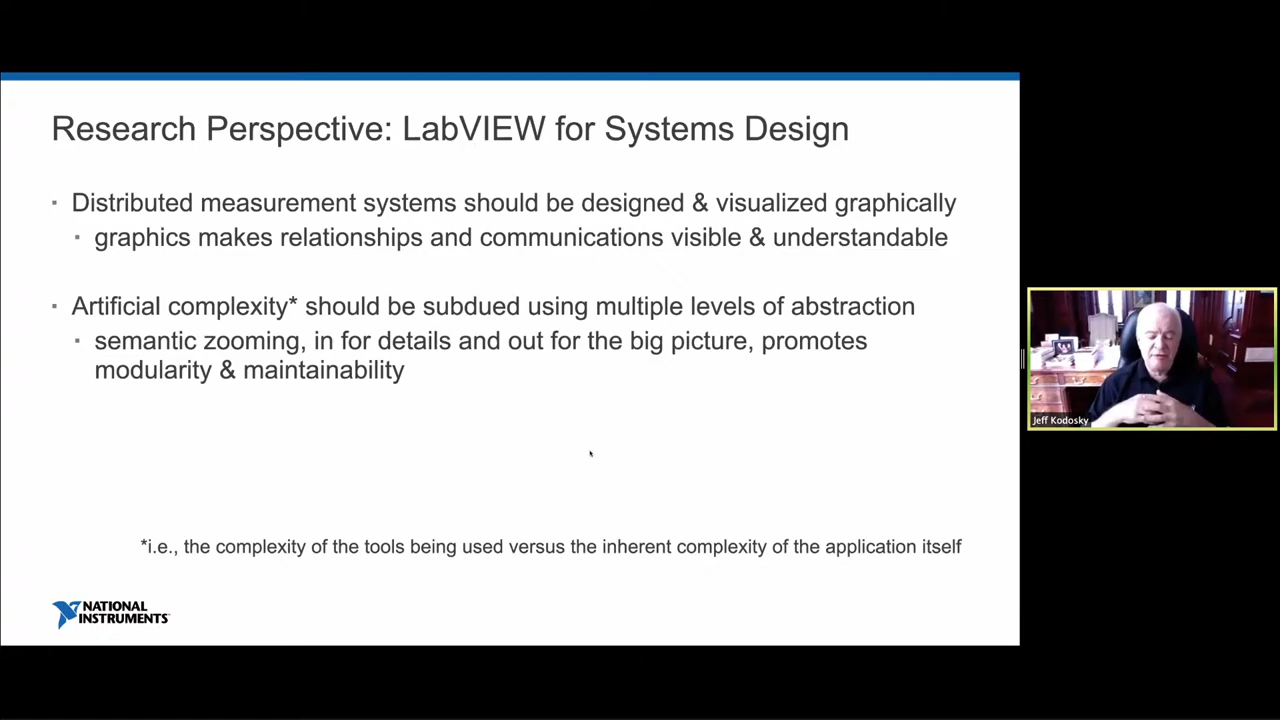 Research Perspective: LabVIEW for Systems Design
Distributed measurement systems should be designed & visualized graphically
graphics makes relationships and communications visible & understandable
Artificial complexity* should be subdued using multiple levels of abstraction
semantic zooming, in for details and out for the big picture, promotes
modularity & maintainability
*i.e., the complexity of the tools being used versus the inherent complexity of the application itself
NATIONAL
INSTRUMENTS
Jeff Kodosky